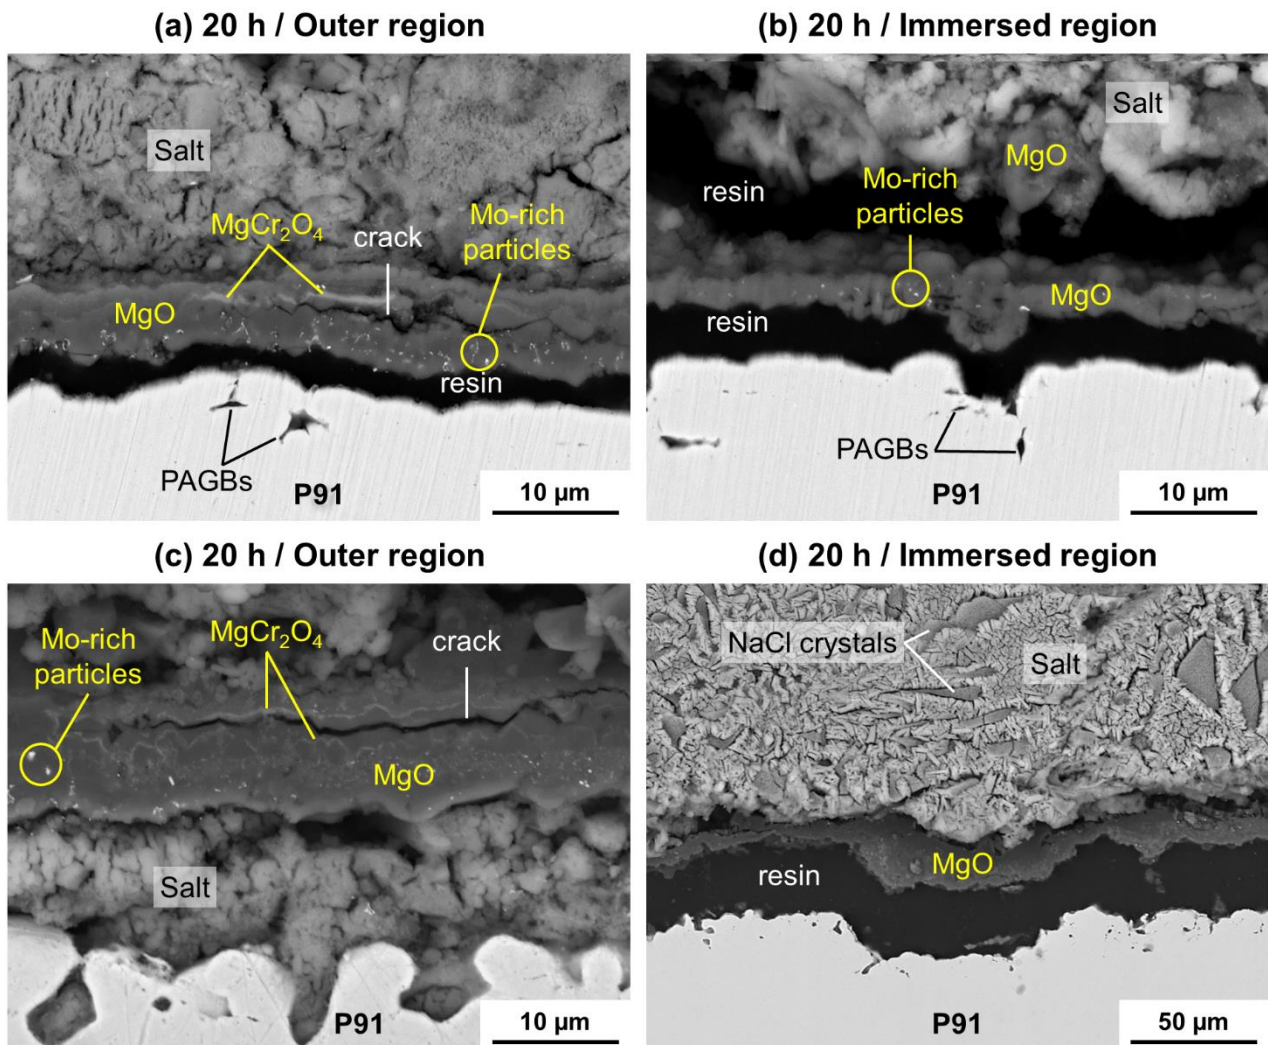 (a) 20 h / Outer region
Salt
MgCr₂O₄
crack
Mo-rich
particles
MgO
resin
PAGBs
P91
10 µm
(b) 20 h / Immersed region
Salt
MgO
Mo-rich
particles
resin
MgO
resin
PAGBs
P91
10 µm
(c) 20 h / Outer region
Mo-rich
particles
MgCr₂O₄
crack
MgO
Salt
P91
10 µm
(d) 20 h / Immersed region
NaCl crystals
Salt
MgO
resin
P91
50 µm